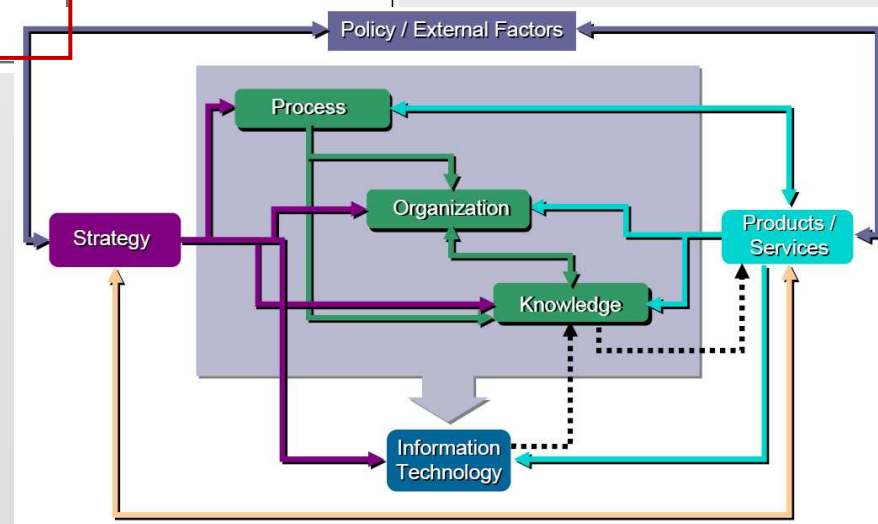 Policy / External Factors
Process
Organization
Strategy
Products /
Services
Knowledge
Information
Technology